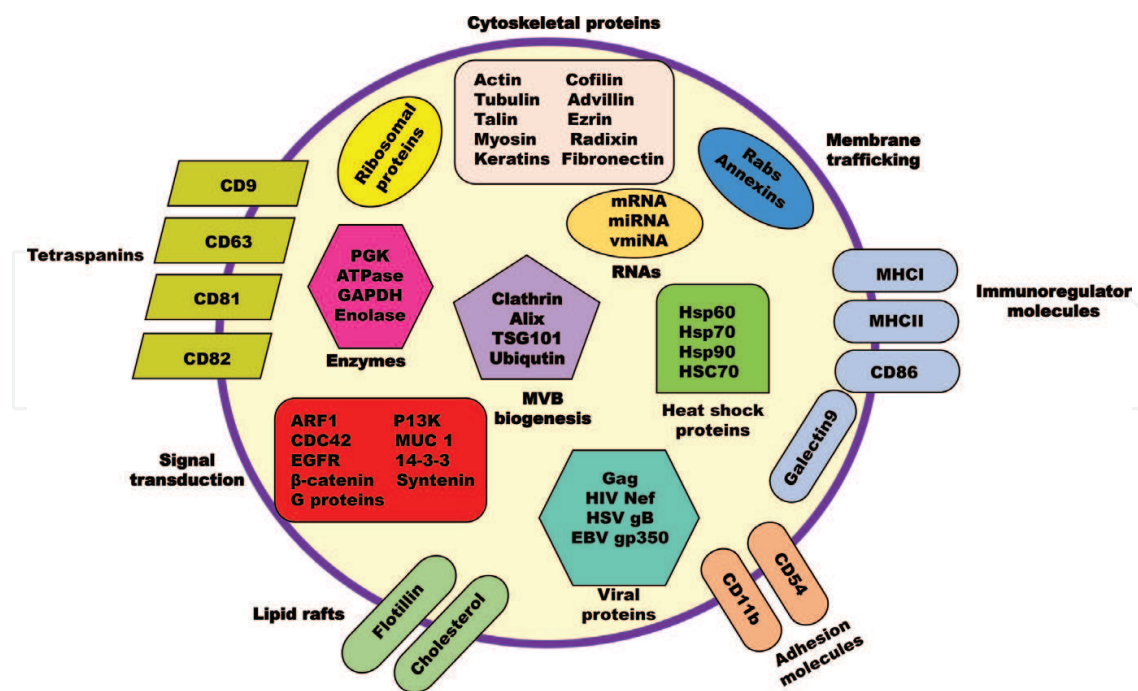 Cytoskeletal proteins
Actin Cofilin
Tubulin Advillin
Talin Ezrin
Myosin Radixin
Keratins Fibronectin
Ribosomal
proteins
Rabs
Annexins
Membrane
trafficking
mRNA
miRNA
vmiNA
RNAs
Tetraspanins
CD9
CD63
CD81
CD82
PGK
ATPase
GAPDH
Enolase
Enzymes
Clathrin
Alix
TSG101
Ubiqutin
MVB
biogenesis
Hsp60
Hsp70
Hsp90
HSC70
Heat shock
proteins
MHCI
MHCII
CD86
Galectin9
Immunoregulator
molecules
Signal
transduction
ARF1 P13K
CDC42 MUC 1
EGFR 14-3-3
β-catenin Syntenin
G proteins
Gag
HIV Nef
HSV gB
EBV gp350
Viral
proteins
Lipid rafts
Flotillin
Cholesterol
CD11b
CD54
Adhesion
molecules